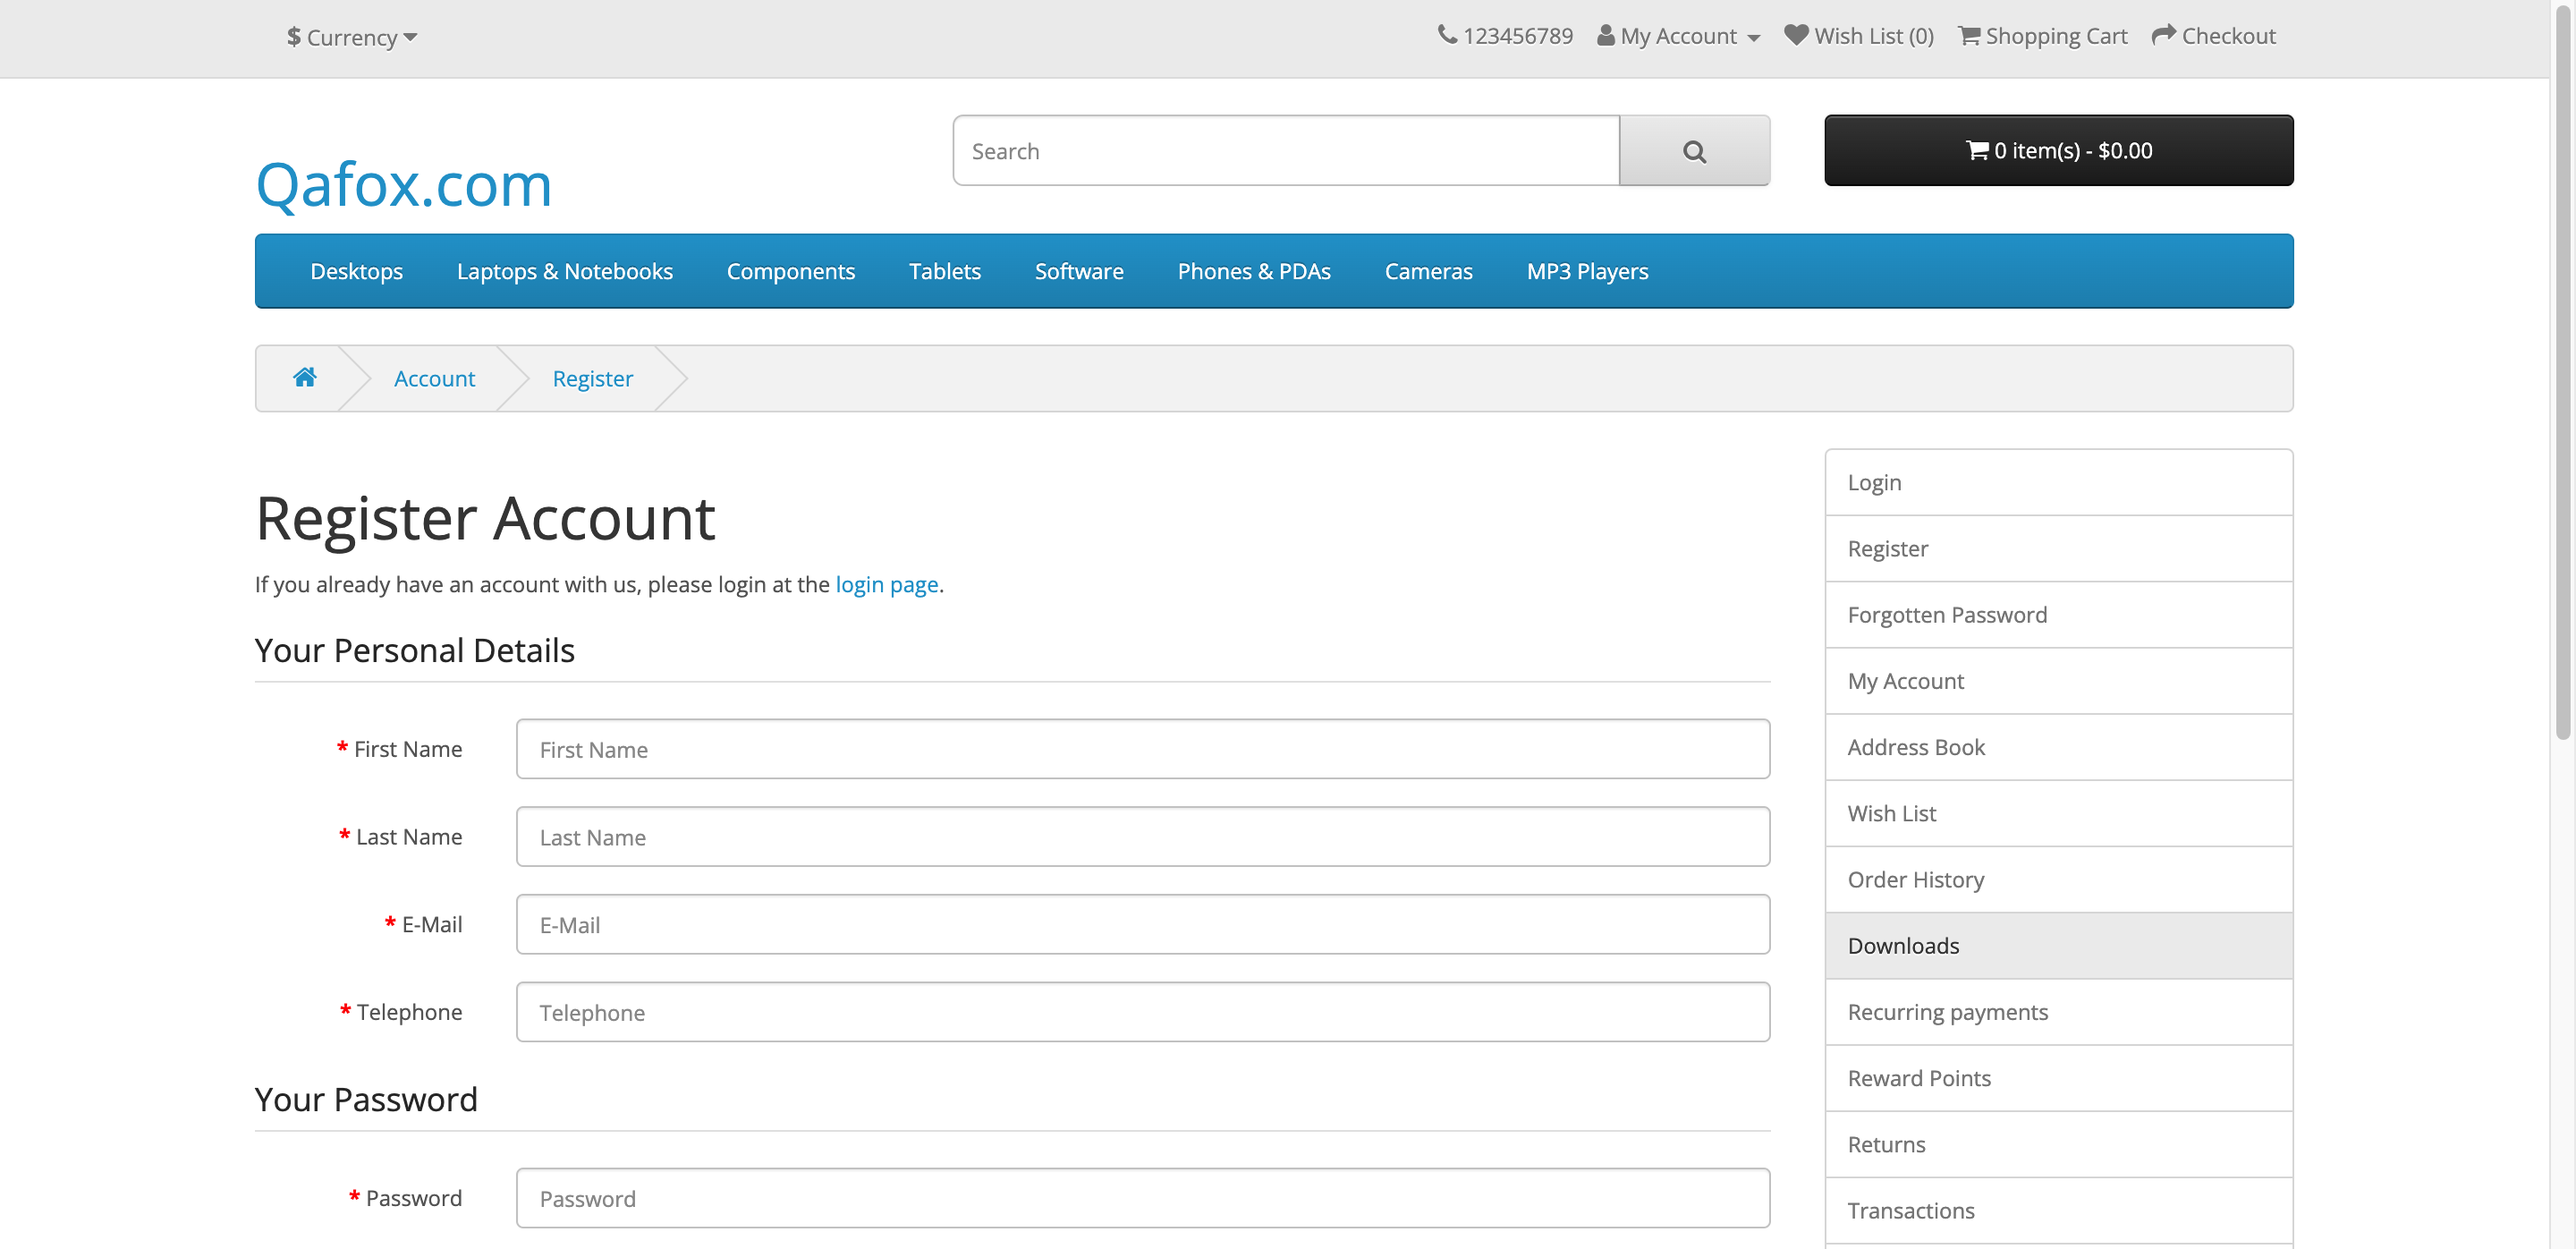 $ Currency
123456789 My Account Wish List (0) Shopping Cart Checkout
Qafox.com
Search
0 item(s) - $0.00
Desktops Laptops & Notebooks Components Tablets Software Phones & PDAs Cameras MP3 Players
Account Register
Register Account
If you already have an account with us, please login at the login page.
Your Personal Details
* First Name First Name
* Last Name Last Name
* E-Mail E-Mail
* Telephone Telephone
Your Password
* Password Password
Login
Register
Forgotten Password
My Account
Address Book
Wish List
Order History
Downloads
Recurring payments
Reward Points
Returns
Transactions